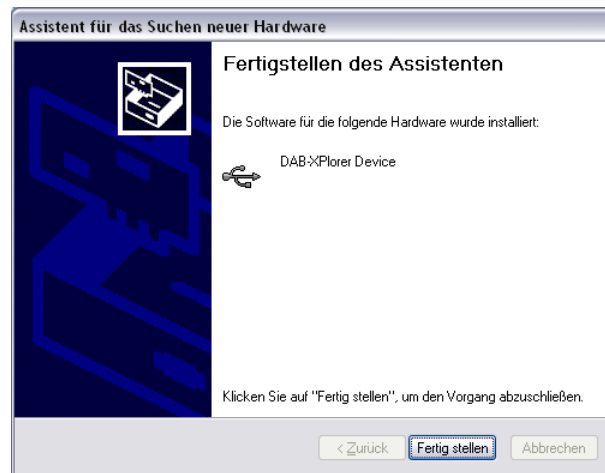 Assistent für das Suchen neuer Hardware
Fertigstellen des Assistenten
Die Software für die folgende Hardware wurde installiert:
DAB-XPlorer Device
Klicken Sie auf "Fertig stellen", um den Vorgang abzuschließen.
< Zurück Fertig stellen Abbrechen